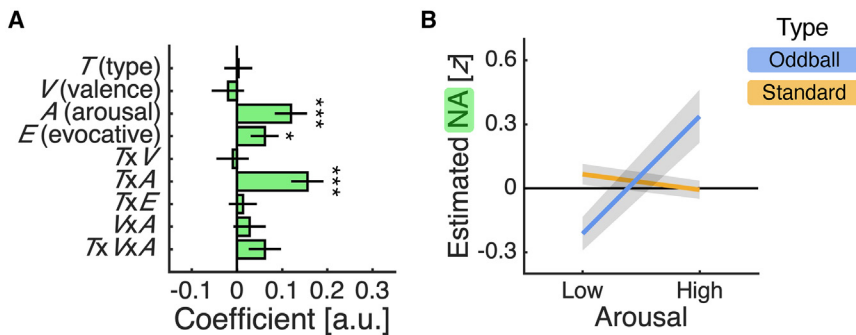 A
T (type)
V (valence)
A (arousal)
E (evocative)
TxV
TxA
TxE
VxA
TxVxA
***
*
***
-0.1 0 0.1 0.2 0.3
Coefficient [a.u.]
B
Estimated NA [z]
0.6
0.3
0
-0.3
Low High
Arousal
Type
Oddball
Standard